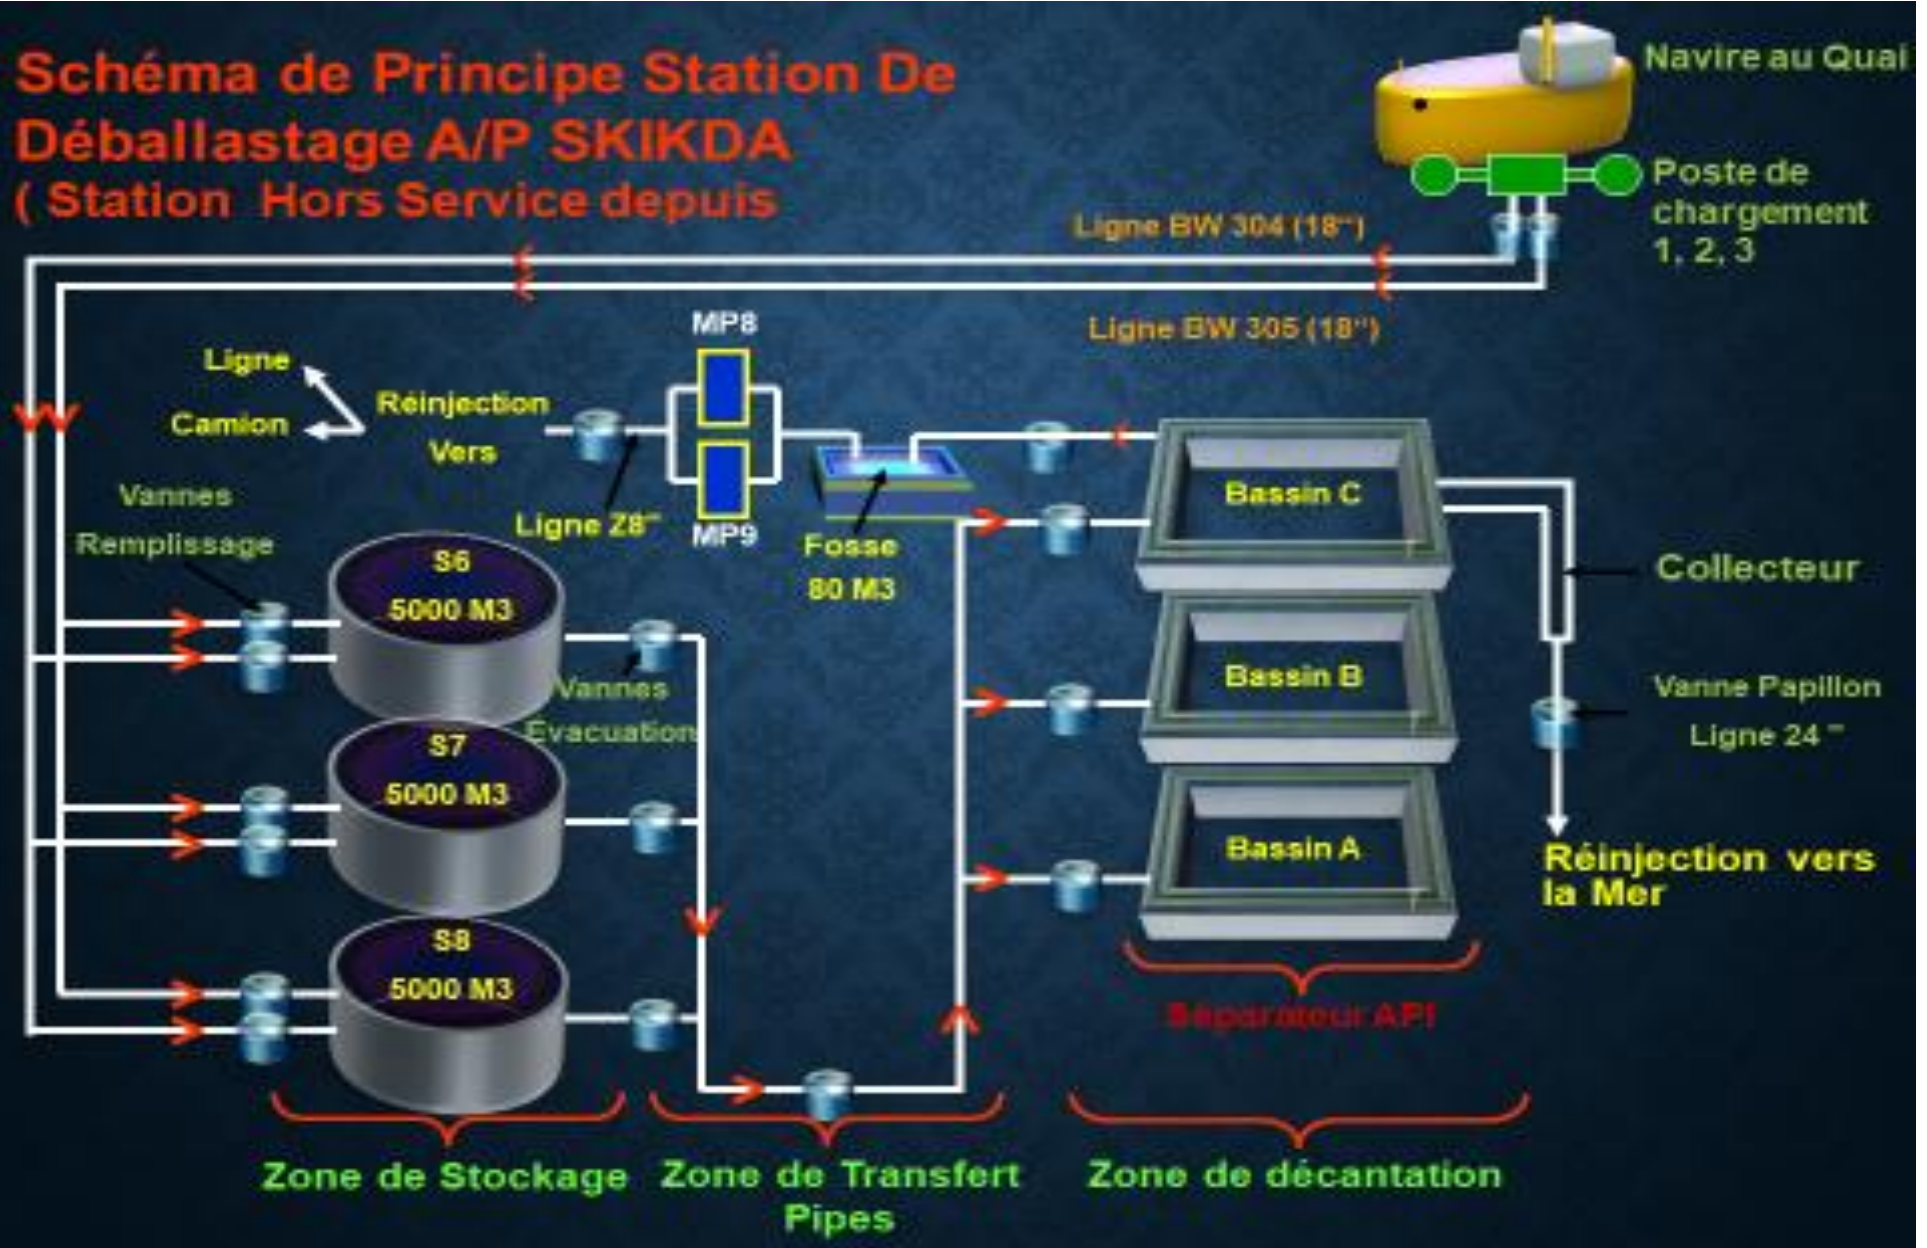 Schéma de Principe Station De
Déballastage A/P SKIKDA
( Station Hors Service depuis
Navire au Quai
Poste de
chargement
1, 2, 3
Ligne BW 304 (18")
Ligne BW 305 (18")
MP8
MP9
Ligne
Camion
Réinjection
Vers
Ligne Z8"
Fosse
80 M3
Vannes
Remplissage
S6
5000 M3
Vannes
Evacuation
S7
5000 M3
S8
5000 M3
Bassin C
Bassin B
Bassin A
Collecteur
Vanne Papillon
Ligne 24 "
Réinjection vers
la Mer
Séparateur API
Zone de Stockage
Zone de Transfert
Pipes
Zone de décantation